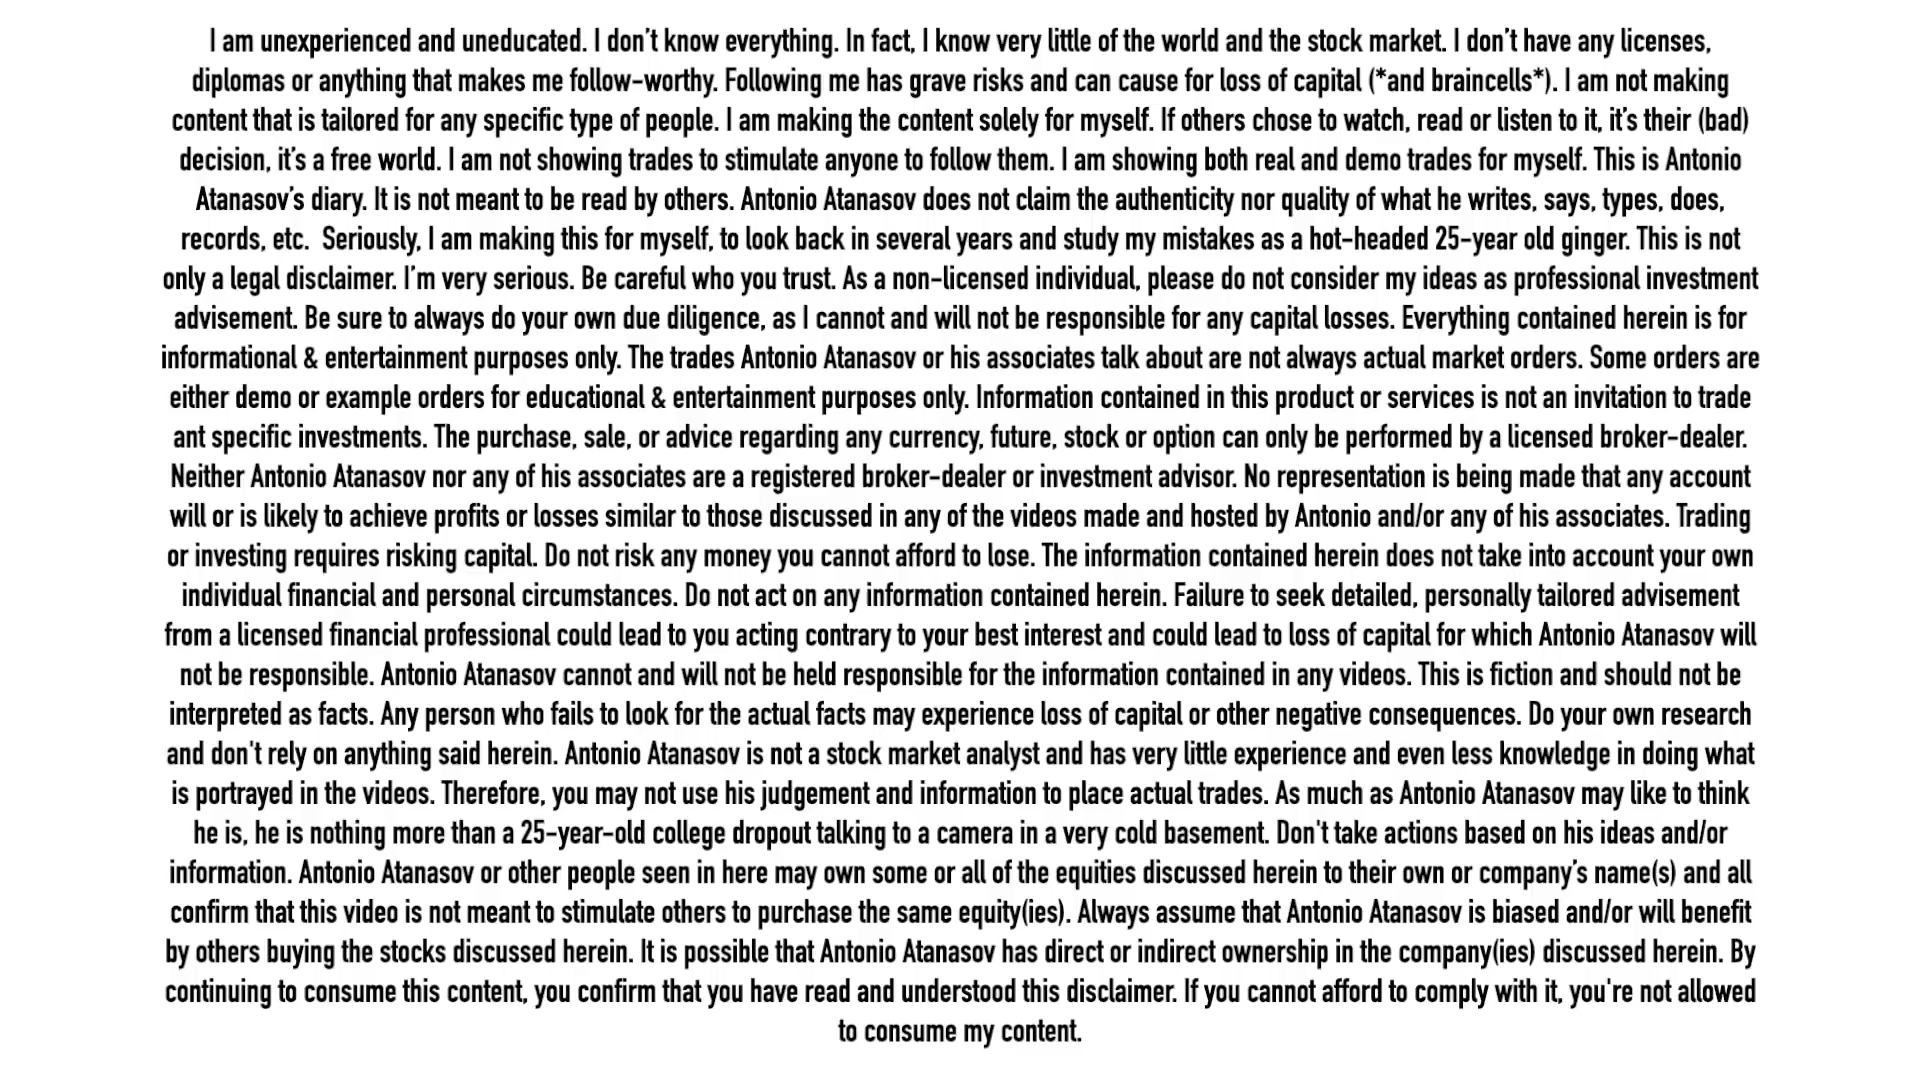 I am unexperienced and uneducated. I don’t know everything. In fact, I know very little of the world and the stock market. I don’t have any licenses,
diplomas or anything that makes me follow-worthy. Following me has grave risks and can cause for loss of capital (*and braincells*). I am not making
content that is tailored for any specific type of people. I am making the content solely for myself. If others chose to watch, read or listen to it, it’s their (bad)
decision, it’s a free world. I am not showing trades to stimulate anyone to follow them. I am showing both real and demo trades for myself. This is Antonio
Atanasov’s diary. It is not meant to be read by others. Antonio Atanasov does not claim the authenticity nor quality of what he writes, says, types, does,
records, etc.  Seriously, I am making this for myself, to look back in several years and study my mistakes as a hot-headed 25-year old ginger. This is not
only a legal disclaimer. I’m very serious. Be careful who you trust. As a non-licensed individual, please do not consider my ideas as professional investment
advisement. Be sure to always do your own due diligence, as I cannot and will not be responsible for any capital losses. Everything contained herein is for
informational & entertainment purposes only. The trades Antonio Atanasov or his associates talk about are not always actual market orders. Some orders are
either demo or example orders for educational & entertainment purposes only. Information contained in this product or services is not an invitation to trade
ant specific investments. The purchase, sale, or advice regarding any currency, future, stock or option can only be performed by a licensed broker-dealer.
Neither Antonio Atanasov nor any of his associates are a registered broker-dealer or investment advisor. No representation is being made that any account
will or is likely to achieve profits or losses similar to those discussed in any of the videos made and hosted by Antonio and/or any of his associates. Trading
or investing requires risking capital. Do not risk any money you cannot afford to lose. The information contained herein does not take into account your own
individual financial and personal circumstances. Do not act on any information contained herein. Failure to seek detailed, personally tailored advisement
from a licensed financial professional could lead to you acting contrary to your best interest and could lead to loss of capital for which Antonio Atanasov will
not be responsible. Antonio Atanasov cannot and will not be held responsible for the information contained in any videos. This is fiction and should not be
interpreted as facts. Any person who fails to look for the actual facts may experience loss of capital or other negative consequences. Do your own research
and don't rely on anything said herein. Antonio Atanasov is not a stock market analyst and has very little experience and even less knowledge in doing what
is portrayed in the videos. Therefore, you may not use his judgement and information to place actual trades. As much as Antonio Atanasov may like to think
he is, he is nothing more than a 25-year-old college dropout talking to a camera in a very cold basement. Don't take actions based on his ideas and/or
information. Antonio Atanasov or other people seen in here may own some or all of the equities discussed herein to their own or company’s name(s) and all
confirm that this video is not meant to stimulate others to purchase the same equity(ies). Always assume that Antonio Atanasov is biased and/or will benefit
by others buying the stocks discussed herein. It is possible that Antonio Atanasov has direct or indirect ownership in the company(ies) discussed herein. By
continuing to consume this content, you confirm that you have read and understood this disclaimer. If you cannot afford to comply with it, you're not allowed
to consume my content.